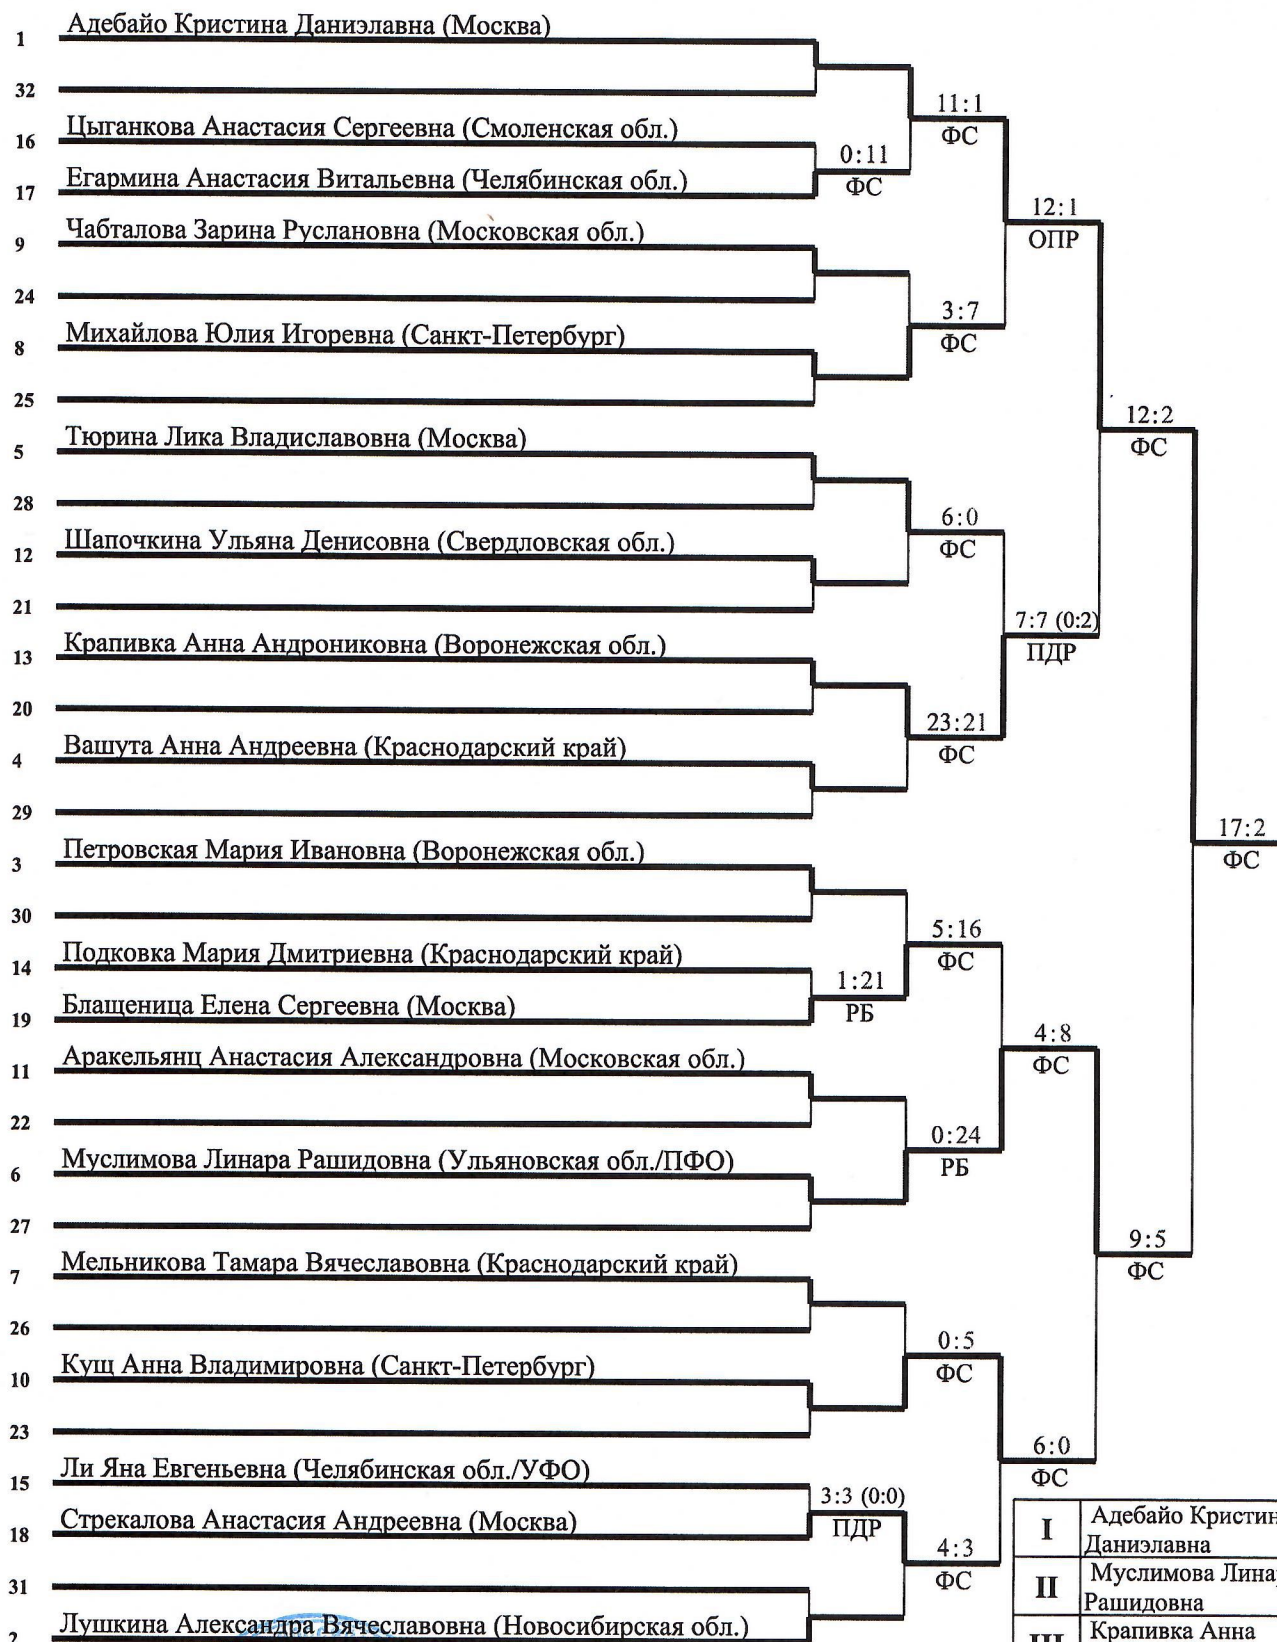 Адебайо Кристина Даниэлавна (Москва)
1
32
11:1
Цыганкова Анастасия Сергеевна (Смоленская обл.)
ФС
16
0:11
Егармина Анастасия Витальевна (Челябинская обл.)
ФС
17
12:1
Чабталова Зарина Руслановна (Московская обл.)
ОПР
9
24
3:7
Михайлова Юлия Игоревна (Санкт-Петербург)
ФС
8
25
12:2
Тюрина Лика Владиславовна (Москва)
ФС
5
28
6:0
Шапочкина Ульяна Денисовна (Свердловская обл.)
ФС
12
21
7:7 (0:2)
Крапивка Анна Андрониковна (Воронежская обл.)
ПДР
13
20
23:21
Вашута Анна Андреевна (Краснодарский край)
ФС
4
29
17:2
Петровская Мария Ивановна (Воронежская обл.)
ФС
3
30
5:16
Подковка Мария Дмитриевна (Краснодарский край)
ФС
14
1:21
Блащеница Елена Сергеевна (Москва)
РБ
19
4:8
Аракельянц Анастасия Александровна (Московская обл.)
ФС
11
22
0:24
Муслимова Линара Рашидовна (Ульяновская обл./ПФО)
РБ
6
27
9:5
Мельникова Тамара Вячеславовна (Краснодарский край)
ФС
7
26
0:5
Кущ Анна Владимировна (Санкт-Петербург)
ФС
10
23
6:0
Ли Яна Евгеньевна (Челябинская обл./УФО)
ФС
15
3:3 (0:0)
Стрекалова Анастасия Андреевна (Москва)
ПДР
18
4:3
ФС
31
Лушкина Александра Вячеславовна (Новосибирская обл.)
2
I
Адебайо Кристин
Даниэлавна
II
Муслимова Лина
Рашидовна
III
Крапивка Анна